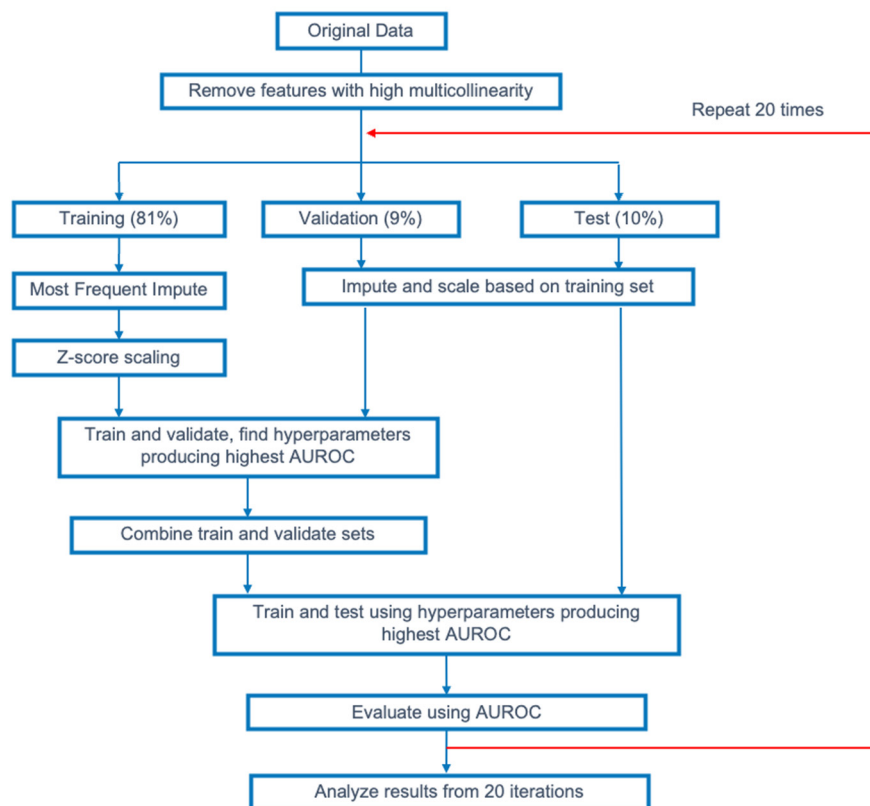 Original Data
Remove features with high multicollinearity
Repeat 20 times
Training (81%)
Validation (9%)
Test (10%)
Most Frequent Impute
Impute and scale based on training set
Z-score scaling
Train and validate, find hyperparameters
producing highest AUROC
Combine train and validate sets
Train and test using hyperparameters producing
highest AUROC
Evaluate using AUROC
Analyze results from 20 iterations